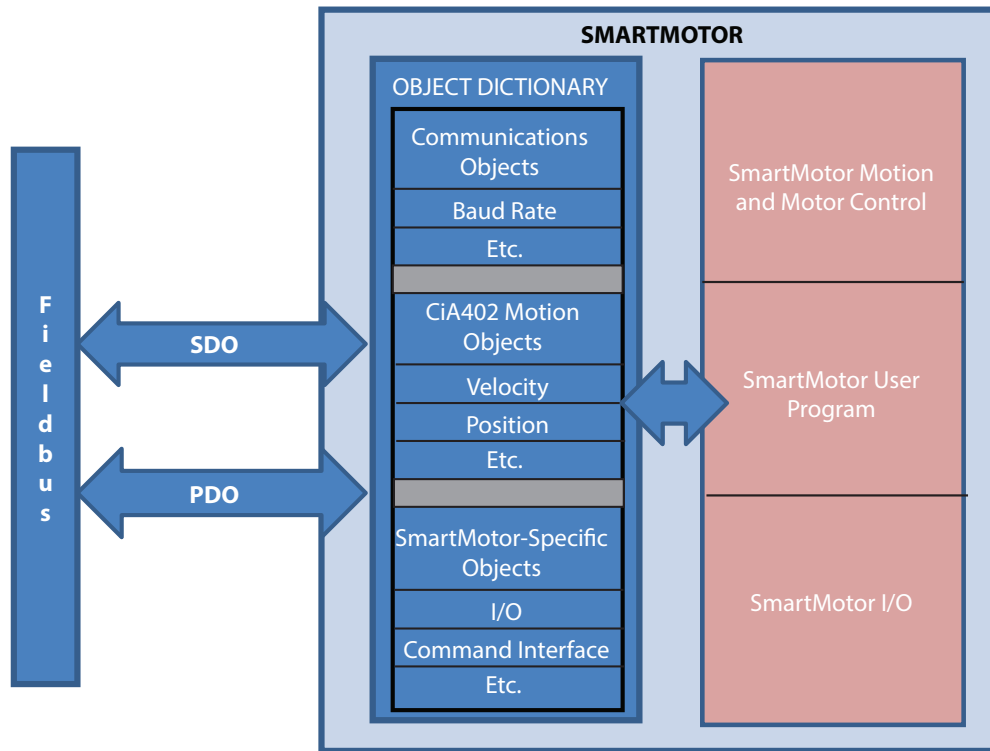 SMARTMOTOR
OBJECT DICTIONARY
Communications
Objects
Baud Rate
Etc.
CiA402 Motion
Objects
Velocity
Position
Etc.
SmartMotor-Specific
Objects
I/O
Command Interface
Etc.
Fieldbus
SDO
PDO
SmartMotor Motion
and Motor Control
SmartMotor User
Program
SmartMotor I/O